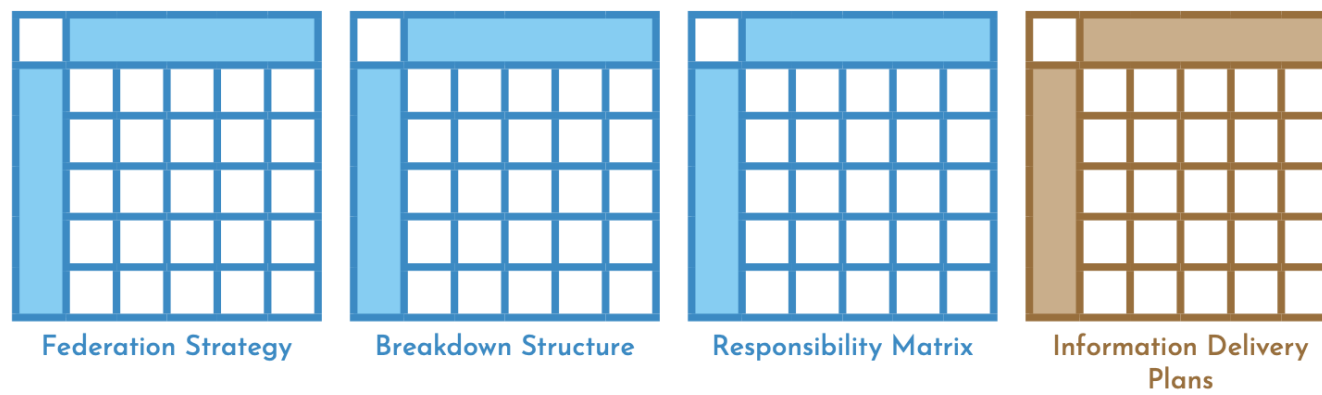 Federation Strategy
Breakdown Structure
Responsibility Matrix
Information Delivery
Plans